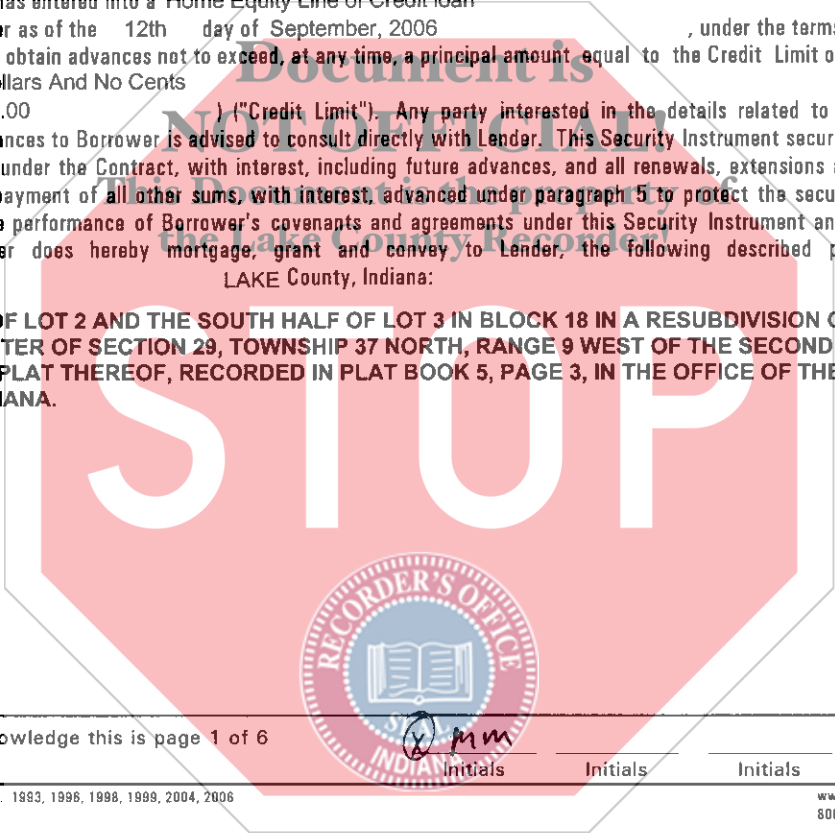 has entered into a Home Equity Line of Credit loan
er as of the 12th day of September, 2006 , under the terms
obtain advances not to exceed, at any time, a principal amount equal to the Credit Limit o
llars And No Cents
.00 ) ("Credit Limit"). Any party interested in the details related to
nces to Borrower is advised to consult directly with Lender. This Security Instrument secur
under the Contract, with interest, including future advances, and all renewals, extensions
payment of all other sums, with interest, advanced under paragraph 5 to protect the secu
e performance of Borrower's covenants and agreements under this Security Instrument an
er does hereby mortgage, grant and convey to Lender, the following described p
LAKE County, Indiana:
Document is
NOT OFFICIAL!
This Document is the property of
the Lake County Recorder!
OF LOT 2 AND THE SOUTH HALF OF LOT 3 IN BLOCK 18 IN A RESUBDIVISION O
TER OF SECTION 29, TOWNSHIP 37 NORTH, RANGE 9 WEST OF THE SECOND
PLAT THEREOF, RECORDED IN PLAT BOOK 5, PAGE 3, IN THE OFFICE OF THE
IANA.
STOP
RECORDER'S OFFICE
SEAL
INDIANA
owledge this is page 1 of 6 X MM
Initials Initials Initials
. 1993, 1996, 1998, 1999, 2004, 2006 ww
800